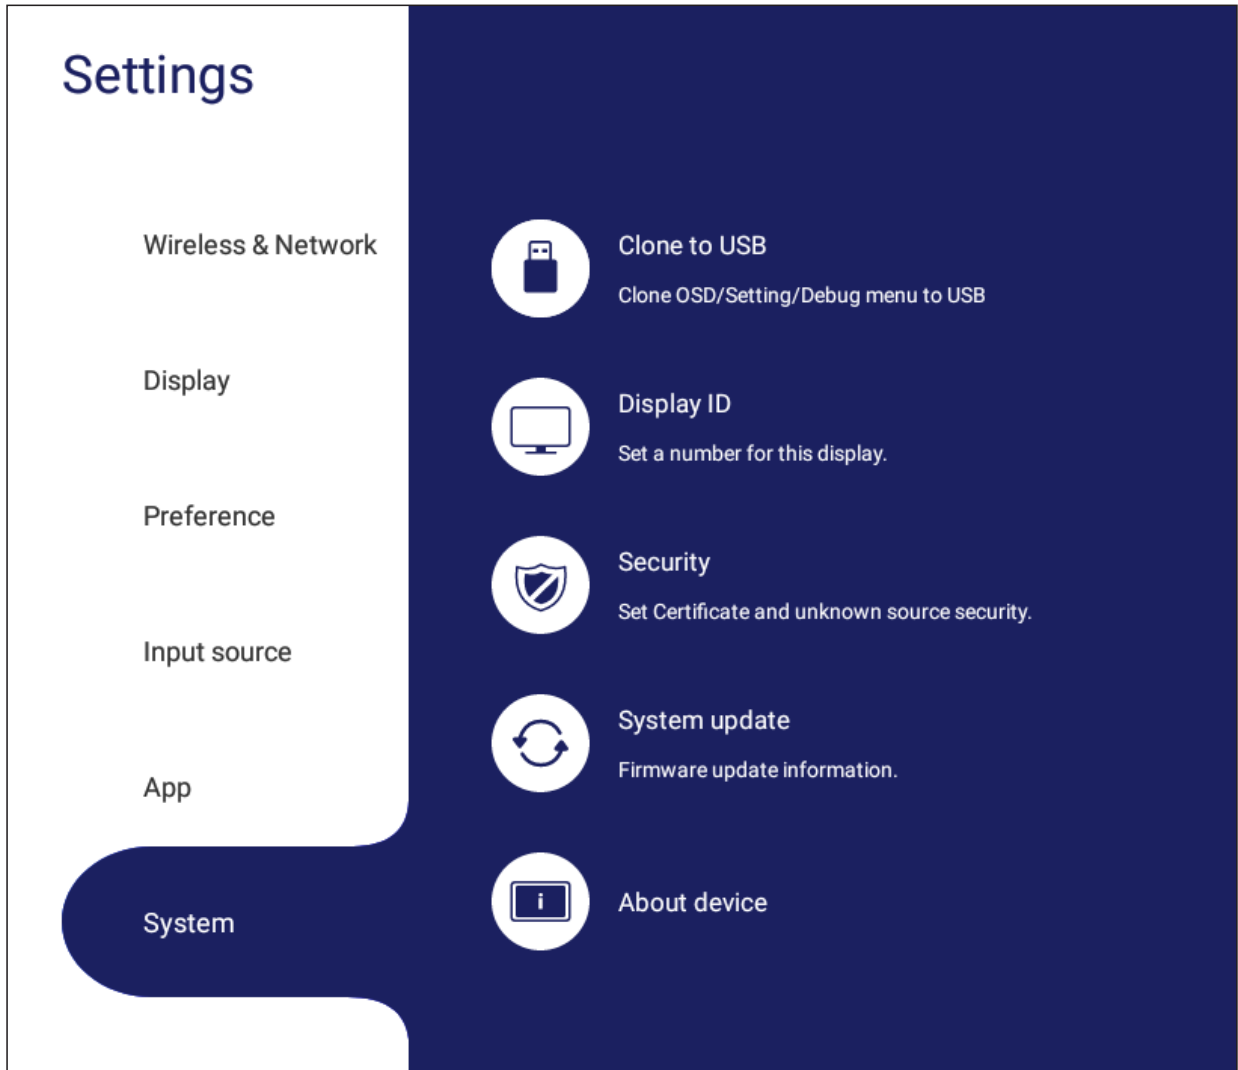 Settings
Wireless & Network
Display
Preference
Input source
App
System
Clone to USB
Clone OSD/Setting/Debug menu to USB
Display ID
Set a number for this display.
Security
Set Certificate and unknown source security.
System update
Firmware update information.
i
About device